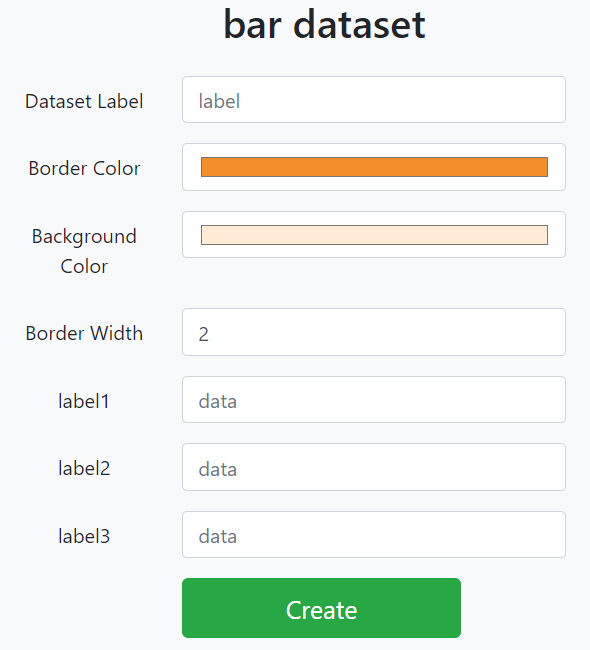 bar dataset
Dataset Label
label
Border Color
Background
Color
Border Width
2
label1
data
label2
data
label3
data
Create